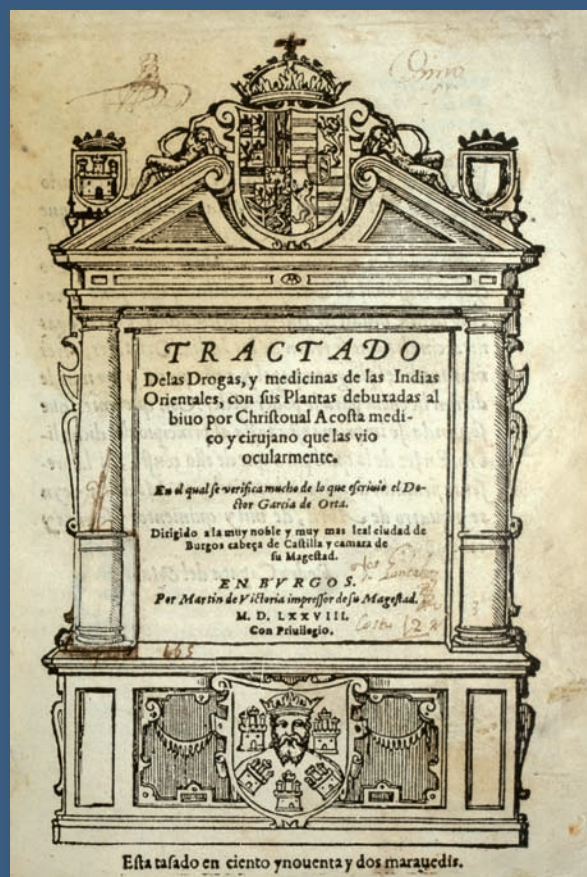 TRACTADO
Delas Drogas, y medicinas de las Indias
Orientales, con sus Plantas debuxadas al
biuo por Christoual Acosta medi-
co y cirujano que las vio
ocularmente.
En el qual se verifica mucho de lo que escriuio el Do-
ctor Garcia de Orta.
Dirigido a la muy noble y muy mas leal ciudad de
Burgos cabeça de Castilla y camara de
su Magestad.
EN BVRGOS.
Por Martin de Victoria impressor de su Magestad.
M. D. LXXVIII.
Con Priuilegio.
Esta tasado en ciento ynouenta y dos marauedis.